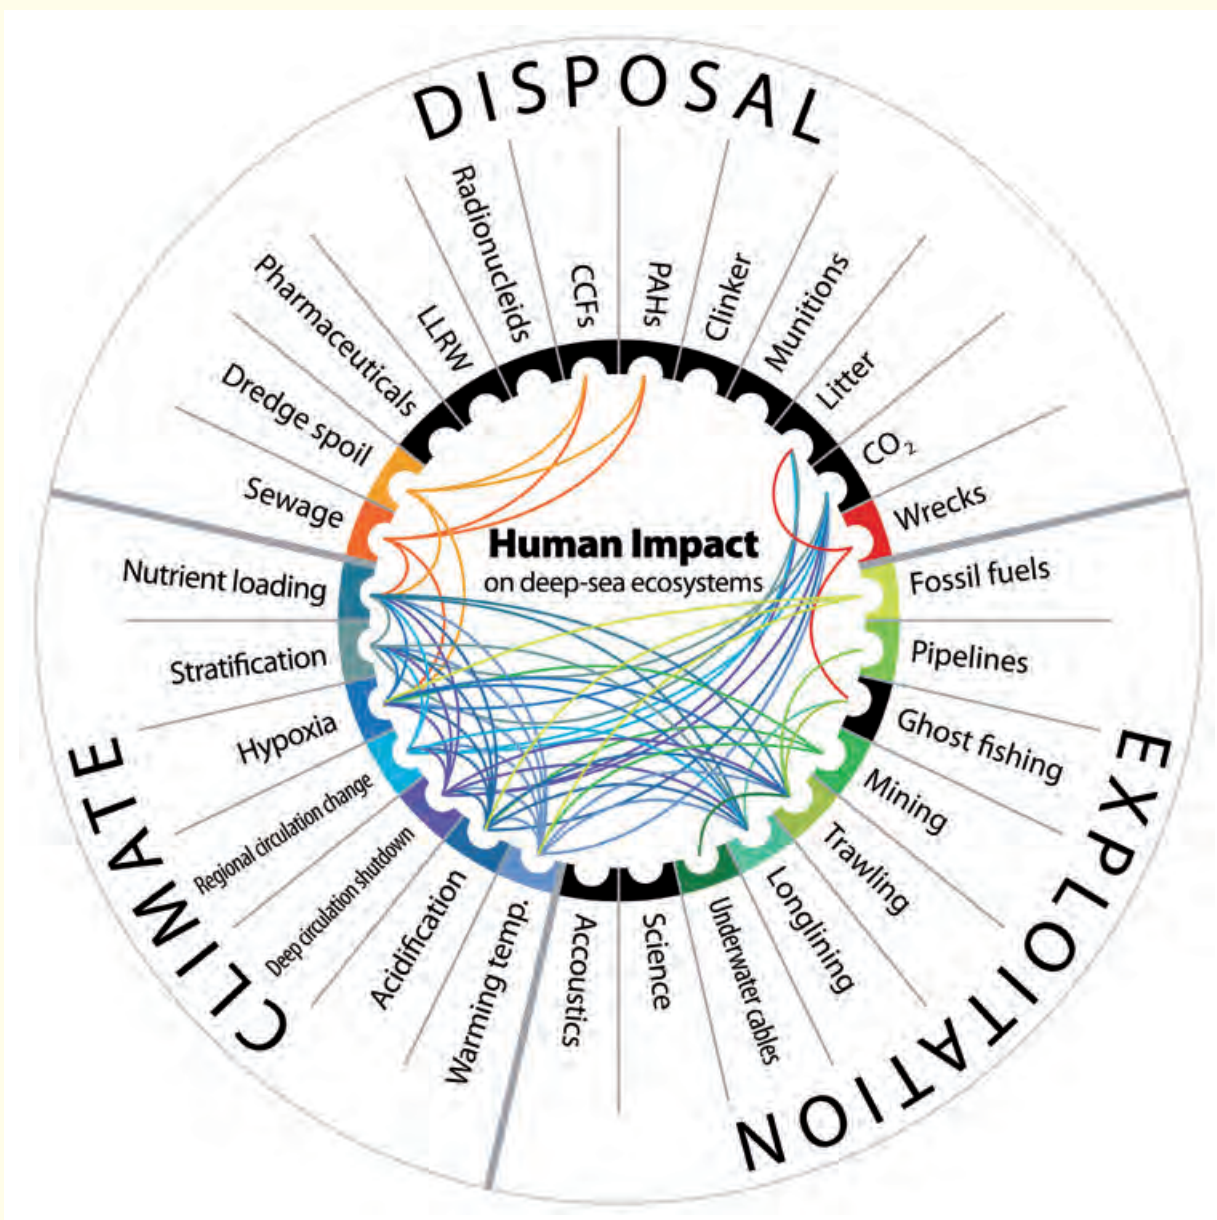 DISPOSAL
Sewage
Dredge spoil
Pharmaceuticals
LLRW
Radionucleids
CCFs
PAHs
Clinker
Munitions
Litter
CO₂
Wrecks
Human Impact
on deep-sea ecosystems
EXPLOITATION
Fossil fuels
Pipelines
Ghost fishing
Mining
Trawling
Longlining
Underwater cables
Science
Accoustics
CLIMATE
Warming temp.
Acidification
Deep circulation shutdown
Regional circulation change
Hypoxia
Stratification
Nutrient loading